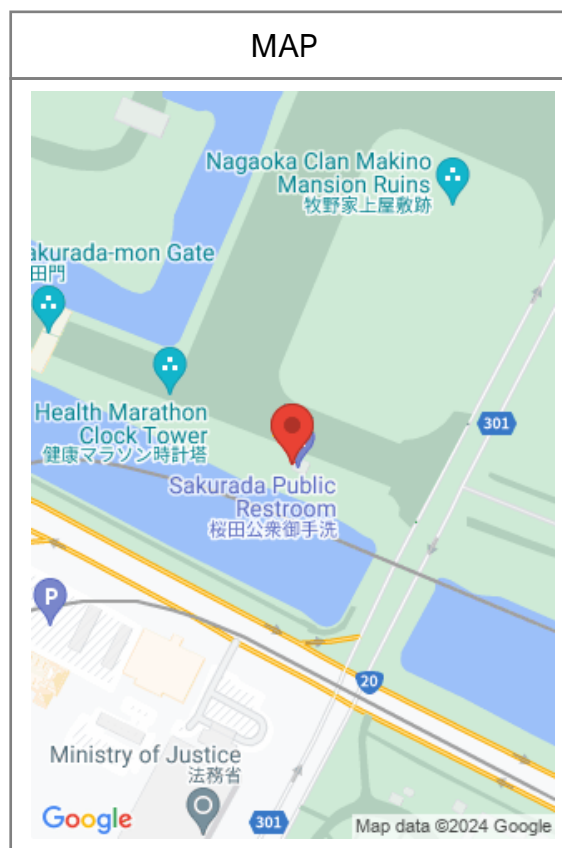 MAP
Nagaoka Clan Makino
Mansion Ruins
牧野家上屋敷跡
akurada-mon Gate
田門
301
Health Marathon
Clock Tower
健康マラソン時計塔
Sakurada Public
Restroom
桜田公衆御手洗
P
20
Ministry of Justice
法務省
Google
301
Map data ©2024 Google